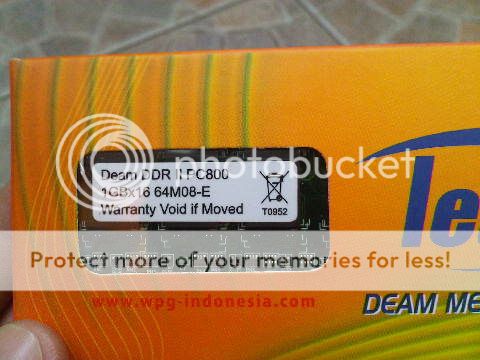 Deam DDR II PC800
1GBx16 64M08-E
Warranty Void if Moved
T0952
photobucket
Te
DEAM ME
Protect more of your memories for less!
www.wpg-indonesia.com